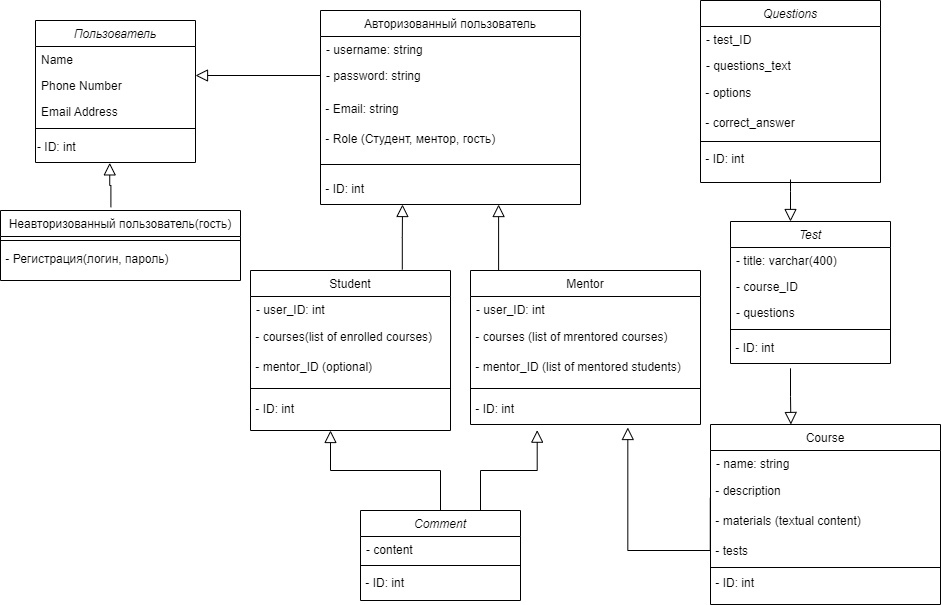 Пользователь
Name
Phone Number
Email Address
- ID: int
Неавторизованный пользователь(гость)
- Регистрация(логин, пароль)
Авторизованный пользователь
- username: string
- password: string
- Email: string
- Role (Студент, ментор, гость)
- ID: int
Student
- user_ID: int
- courses(list of enrolled courses)
- mentor_ID (optional)
- ID: int
Mentor
- user_ID: int
- courses (list of mrentored courses)
- mentor_ID (list of mentored students)
- ID: int
Comment
- content
- ID: int
Questions
- test_ID
- questions_text
- options
- correct_answer
- ID: int
Test
- title: varchar(400)
- course_ID
- questions
- ID: int
Course
- name: string
- description
- materials (textual content)
- tests
- ID: int